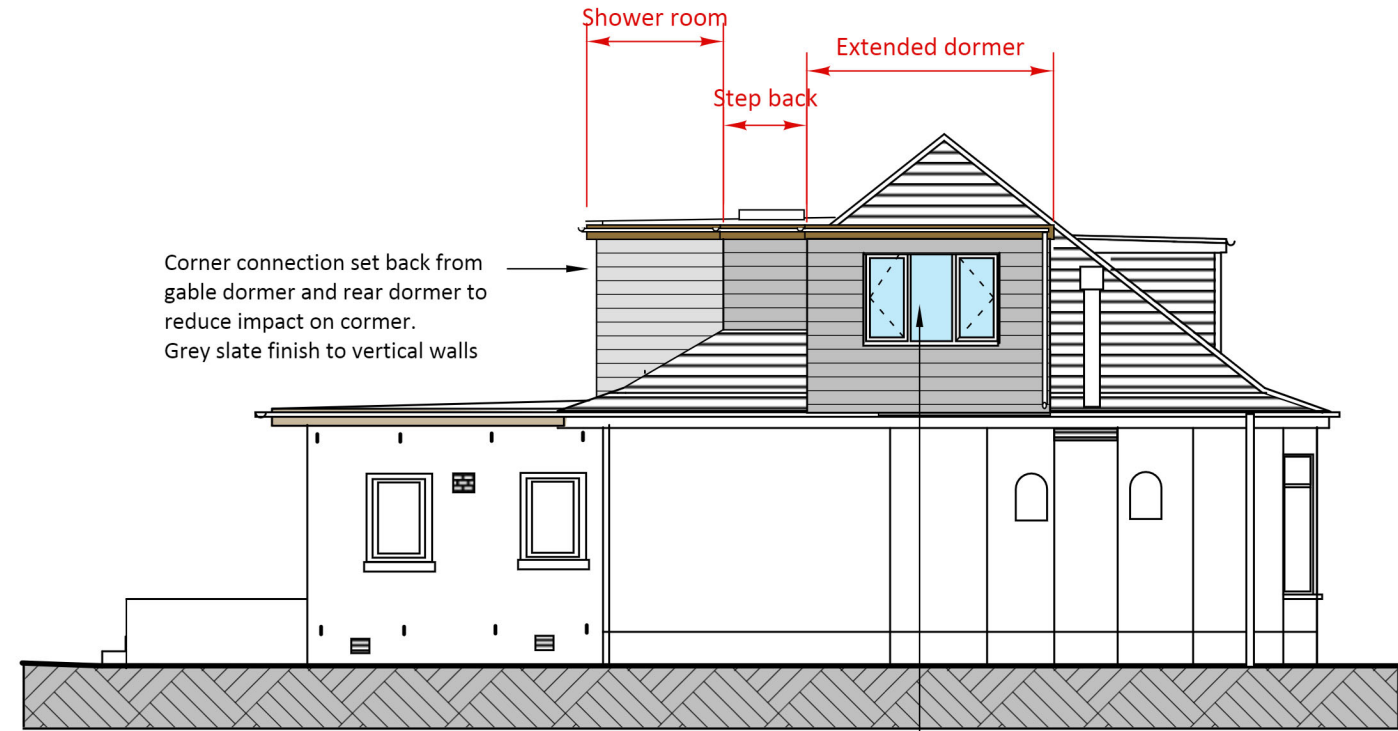 Shower room
Extended dormer
Step back
Corner connection set back from
gable dormer and rear dormer to
reduce impact on cormer.
Grey slate finish to vertical walls